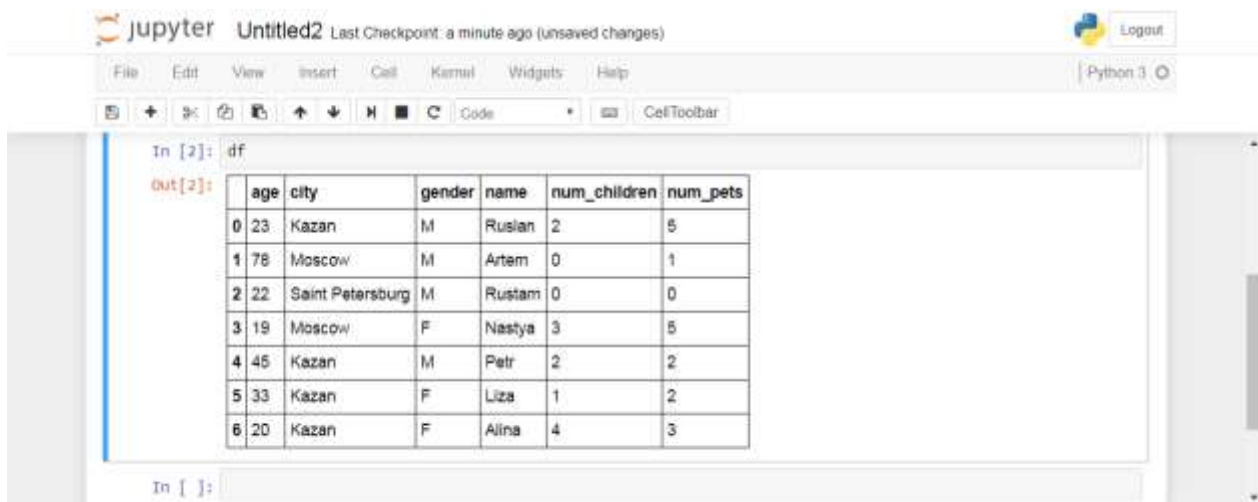 jupyter Untitled2 Last Checkpoint: a minute ago (unsaved changes) Logout
File Edit View Insert Cell Kernel Widgets Help Python 3
Code CellToolbar
In [2]: df
Out[2]:
age city gender name num_children num_pets
0 23 Kazan M Ruslan 2 5
1 78 Moscow M Artem 0 1
2 22 Saint Petersburg M Rustam 0 0
3 19 Moscow F Nastya 3 5
4 45 Kazan M Petr 2 2
5 33 Kazan F Liza 1 2
6 20 Kazan F Alina 4 3
In [ ]: